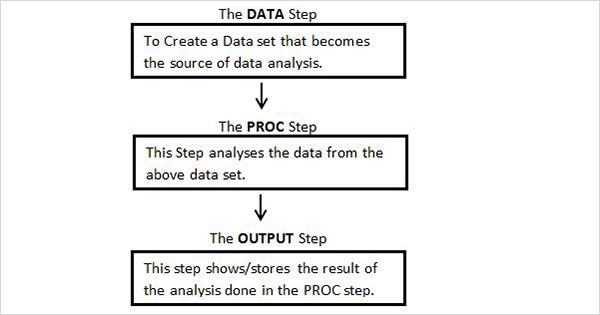 The DATA Step
To Create a Data set that becomes
the source of data analysis.
The PROC Step
This Step analyses the data from the
above data set.
The OUTPUT Step
This step shows/stores the result of
the analysis done in the PROC step.